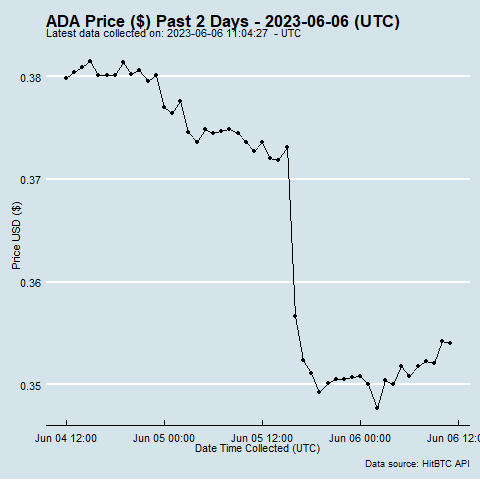 ADA Price ($) Past 2 Days - 2023-06-06 (UTC)
Latest data collected on: 2023-06-06 11:04:27  - UTC
0.38
0.37
0.36
0.35
Price USD ($)
Jun 04 12:00
Jun 05 00:00
Jun 05 12:00
Jun 06 00:00
Jun 06 12:
Date Time Collected (UTC)
Data source: HitBTC API